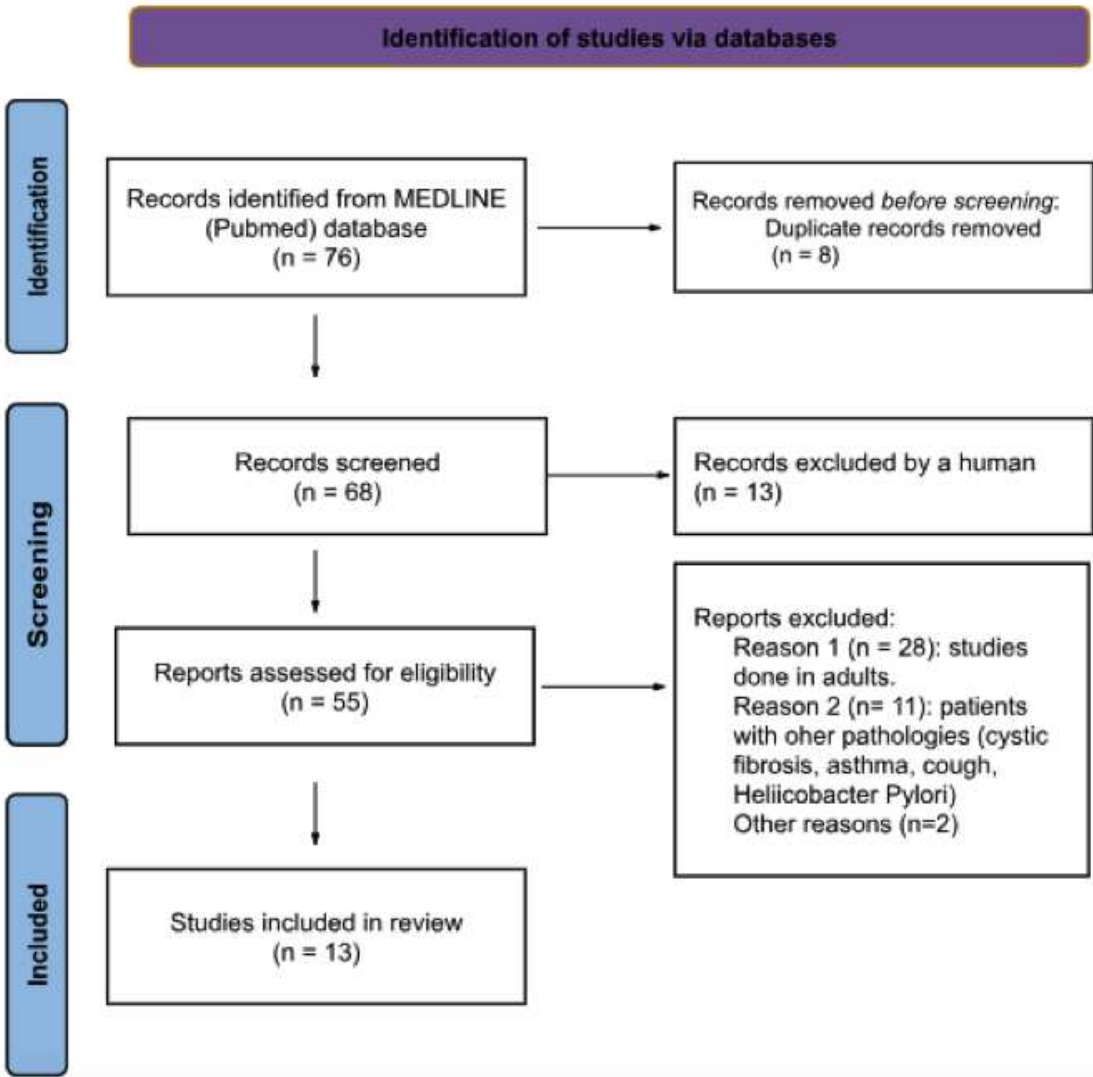 Identification of studies via databases
Identification
Records identified from MEDLINE
(Pubmed) database
(n = 76)
Records removed before screening:
Duplicate records removed
(n = 8)
Screening
Records screened
(n = 68)
Records excluded by a human
(n = 13)
Reports assessed for eligibility
(n = 55)
Reports excluded:
Reason 1 (n = 28): studies
done in adults.
Reason 2 (n= 11): patients
with oher pathologies (cystic
fibrosis, asthma, cough,
Heliicobacter Pylori)
Other reasons (n=2)
Included
Studies included in review
(n = 13)